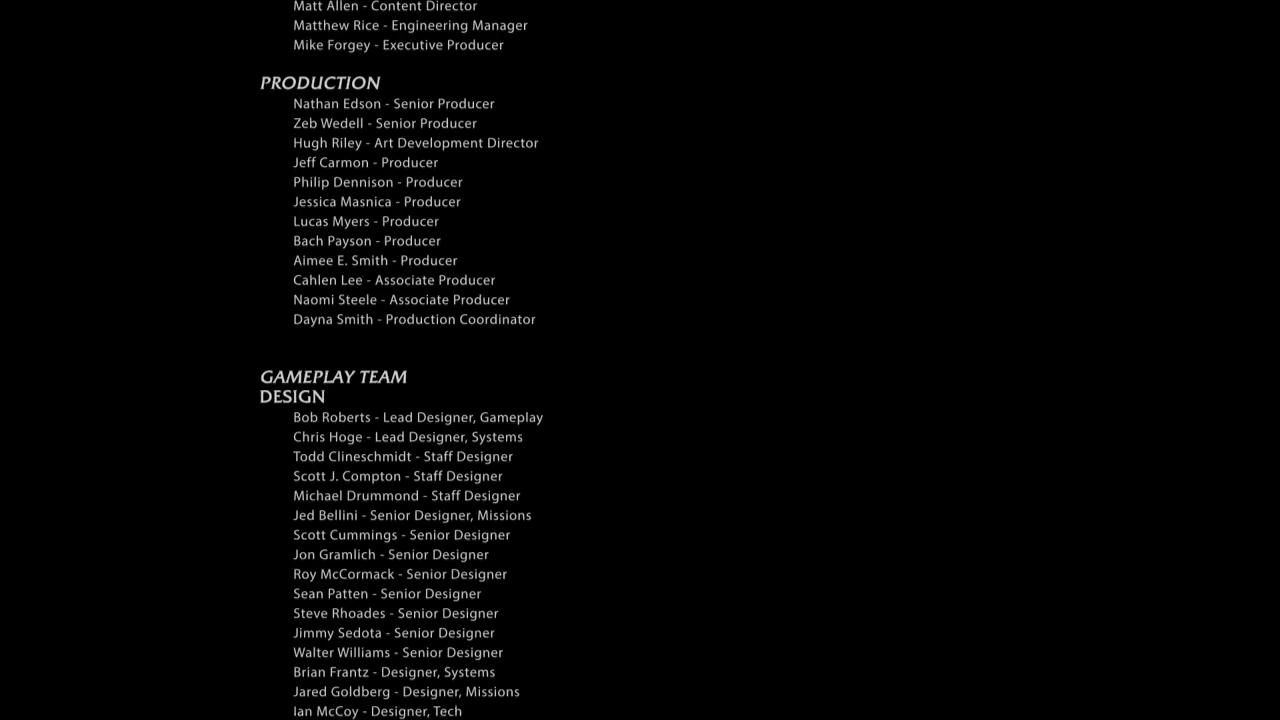 Matt Allen - Content Director
Matthew Rice - Engineering Manager
Mike Forgey - Executive Producer
PRODUCTION
Nathan Edson - Senior Producer
Zeb Wedell - Senior Producer
Hugh Riley - Art Development Director
Jeff Carmon - Producer
Philip Dennison - Producer
Jessica Masnica - Producer
Lucas Myers - Producer
Bach Payson - Producer
Aimee E. Smith - Producer
Cahlen Lee - Associate Producer
Naomi Steele - Associate Producer
Dayna Smith - Production Coordinator
GAMEPLAY TEAM
DESIGN
Bob Roberts - Lead Designer, Gameplay
Chris Hoge - Lead Designer, Systems
Todd Clineschmidt - Staff Designer
Scott J. Compton - Staff Designer
Michael Drummond - Staff Designer
Jed Bellini - Senior Designer, Missions
Scott Cummings - Senior Designer
Jon Gramlich - Senior Designer
Roy McCormack - Senior Designer
Sean Patten - Senior Designer
Steve Rhoades - Senior Designer
Jimmy Sedota - Senior Designer
Walter Williams - Senior Designer
Brian Frantz - Designer, Systems
Jared Goldberg - Designer, Missions
Ian McCoy - Designer, Tech